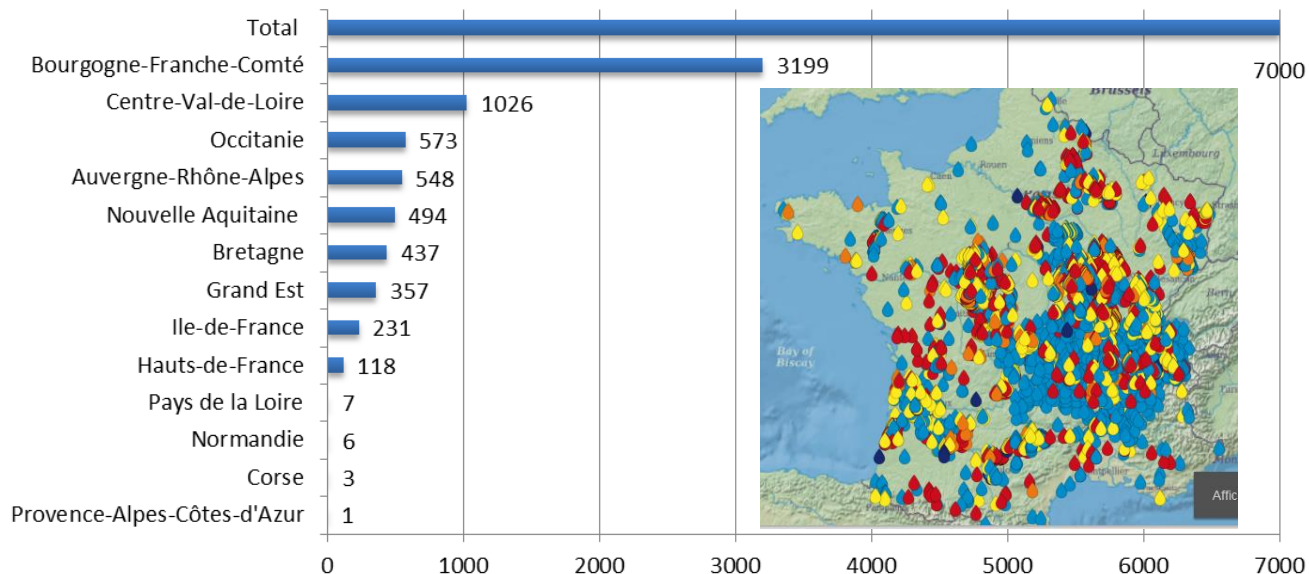 Total
Bourgogne-Franche-Comté 3199
7000
Centre-Val-de-Loire 1026
Occitanie 573
Auvergne-Rhône-Alpes 548
Nouvelle Aquitaine 494
Bretagne 437
Grand Est 357
Ile-de-France 231
Hauts-de-France 118
Pays de la Loire 7
Normandie 6
Corse 3
Provence-Alpes-Côtes-d'Azur 1
0 1000 2000 3000 4000 5000 6000 7000
Brussels
Luxembourg
Rouen
Caen
Bay of
Biscay
Affic